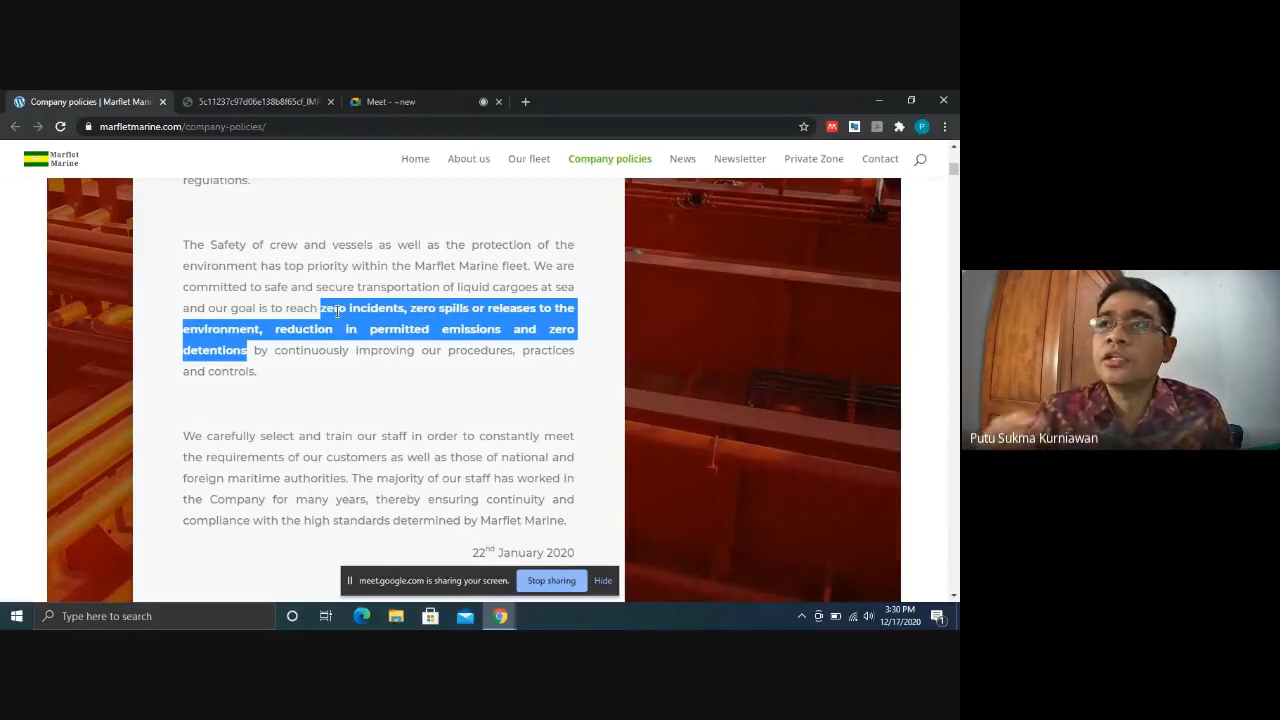 Company policies | Marflet Mari
5c11237c97d06e138b8f65cf_IMP
Meet - ~new
marfletmarine.com/company-policies/
P
Marflet
Marine
Home
About us
Our fleet
Company policies
News
Newsletter
Private Zone
Contact
regulations.
The Safety of crew and vessels as well as the protection of the
environment has top priority within the Marflet Marine fleet. We are
committed to safe and secure transportation of liquid cargoes at sea
and our goal is to reach zero incidents, zero spills or releases to the
environment, reduction in permitted emissions and zero
detentions by continuously improving our procedures, practices
and controls.
We carefully select and train our staff in order to constantly meet
the requirements of our customers as well as those of national and
foreign maritime authorities. The majority of our staff has worked in
the Company for many years, thereby ensuring continuity and
compliance with the high standards determined by Marflet Marine.
22nd January 2020
meet.google.com is sharing your screen.
Stop sharing
Hide
Type here to search
3:30 PM
12/17/2020
1
Putu Sukma Kurniawan